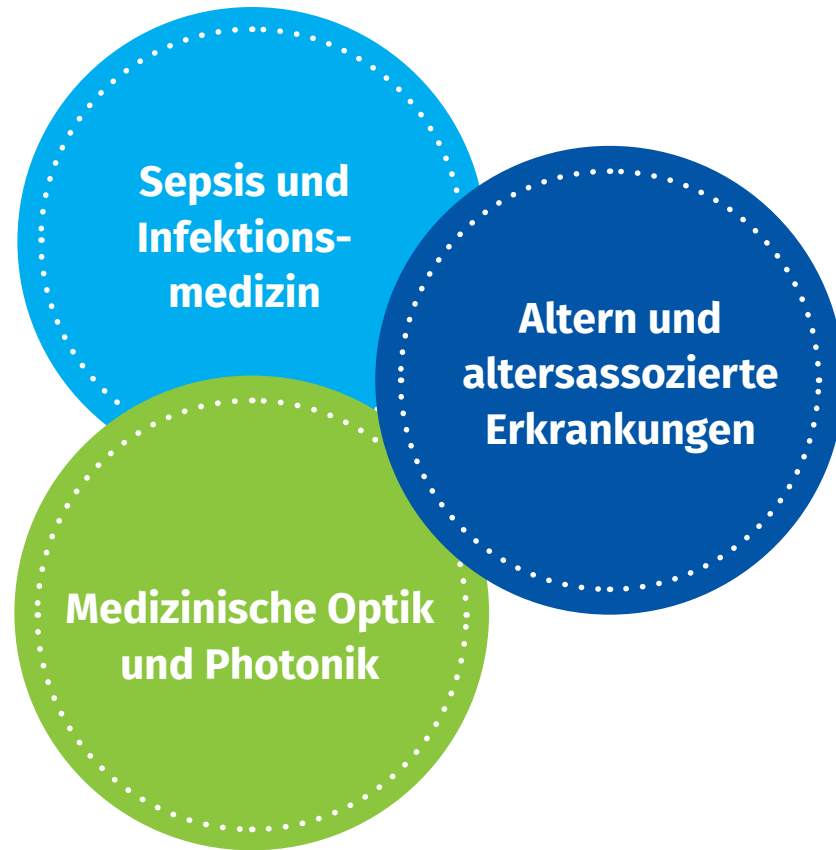 Sepsis und
Infektions-
medizin
Altern und
altersassozierte
Erkrankungen
Medizinische Optik
und Photonik